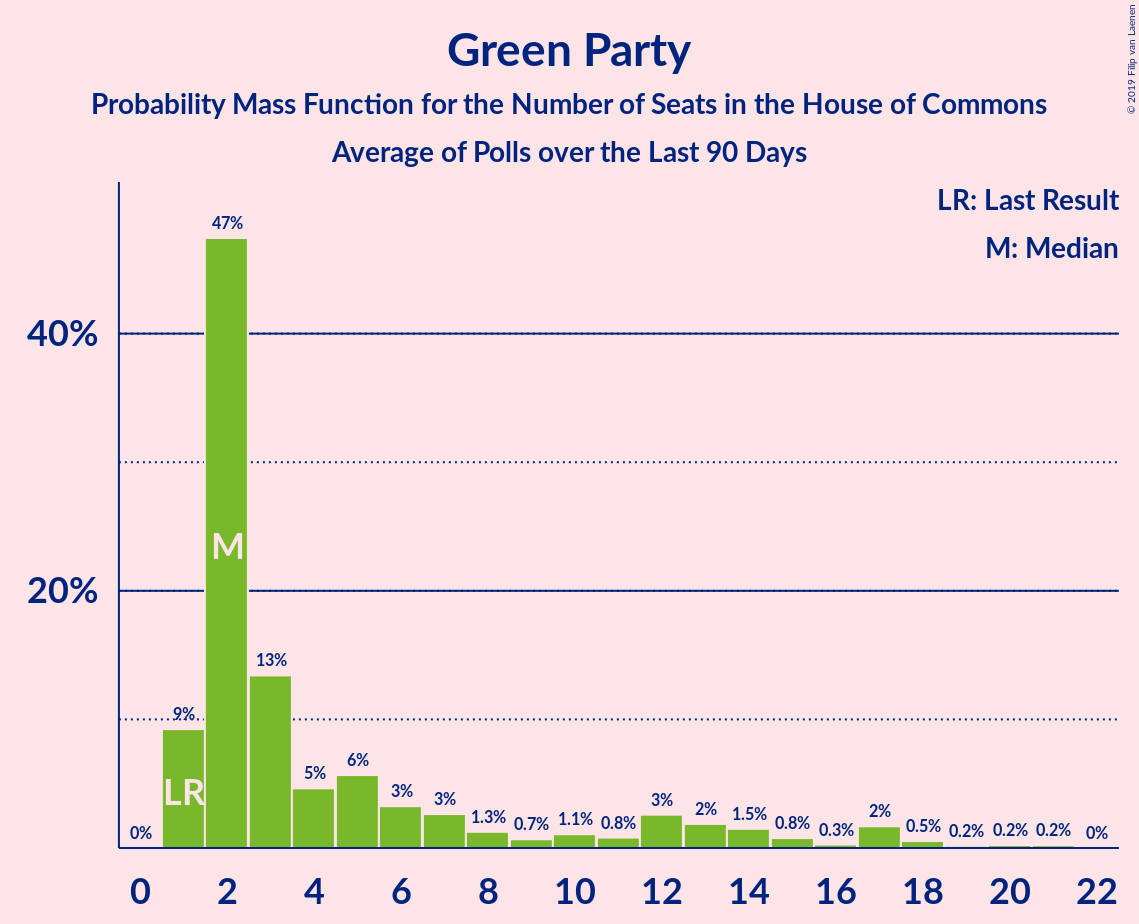 Green Party
Probability Mass Function for the Number of Seats in the House of Commons
Average of Polls over the Last 90 Days
© 2019 Filip van Laenen
LR: Last Result
M: Median
40%
20%
0%
9%
47%
13%
5%
6%
3%
3%
1.3%
0.7%
1.1%
0.8%
3%
2%
1.5%
0.8%
0.3%
2%
0.5%
0.2%
0.2%
0.2%
0%
LR
M
0 2 4 6 8 10 12 14 16 18 20 22